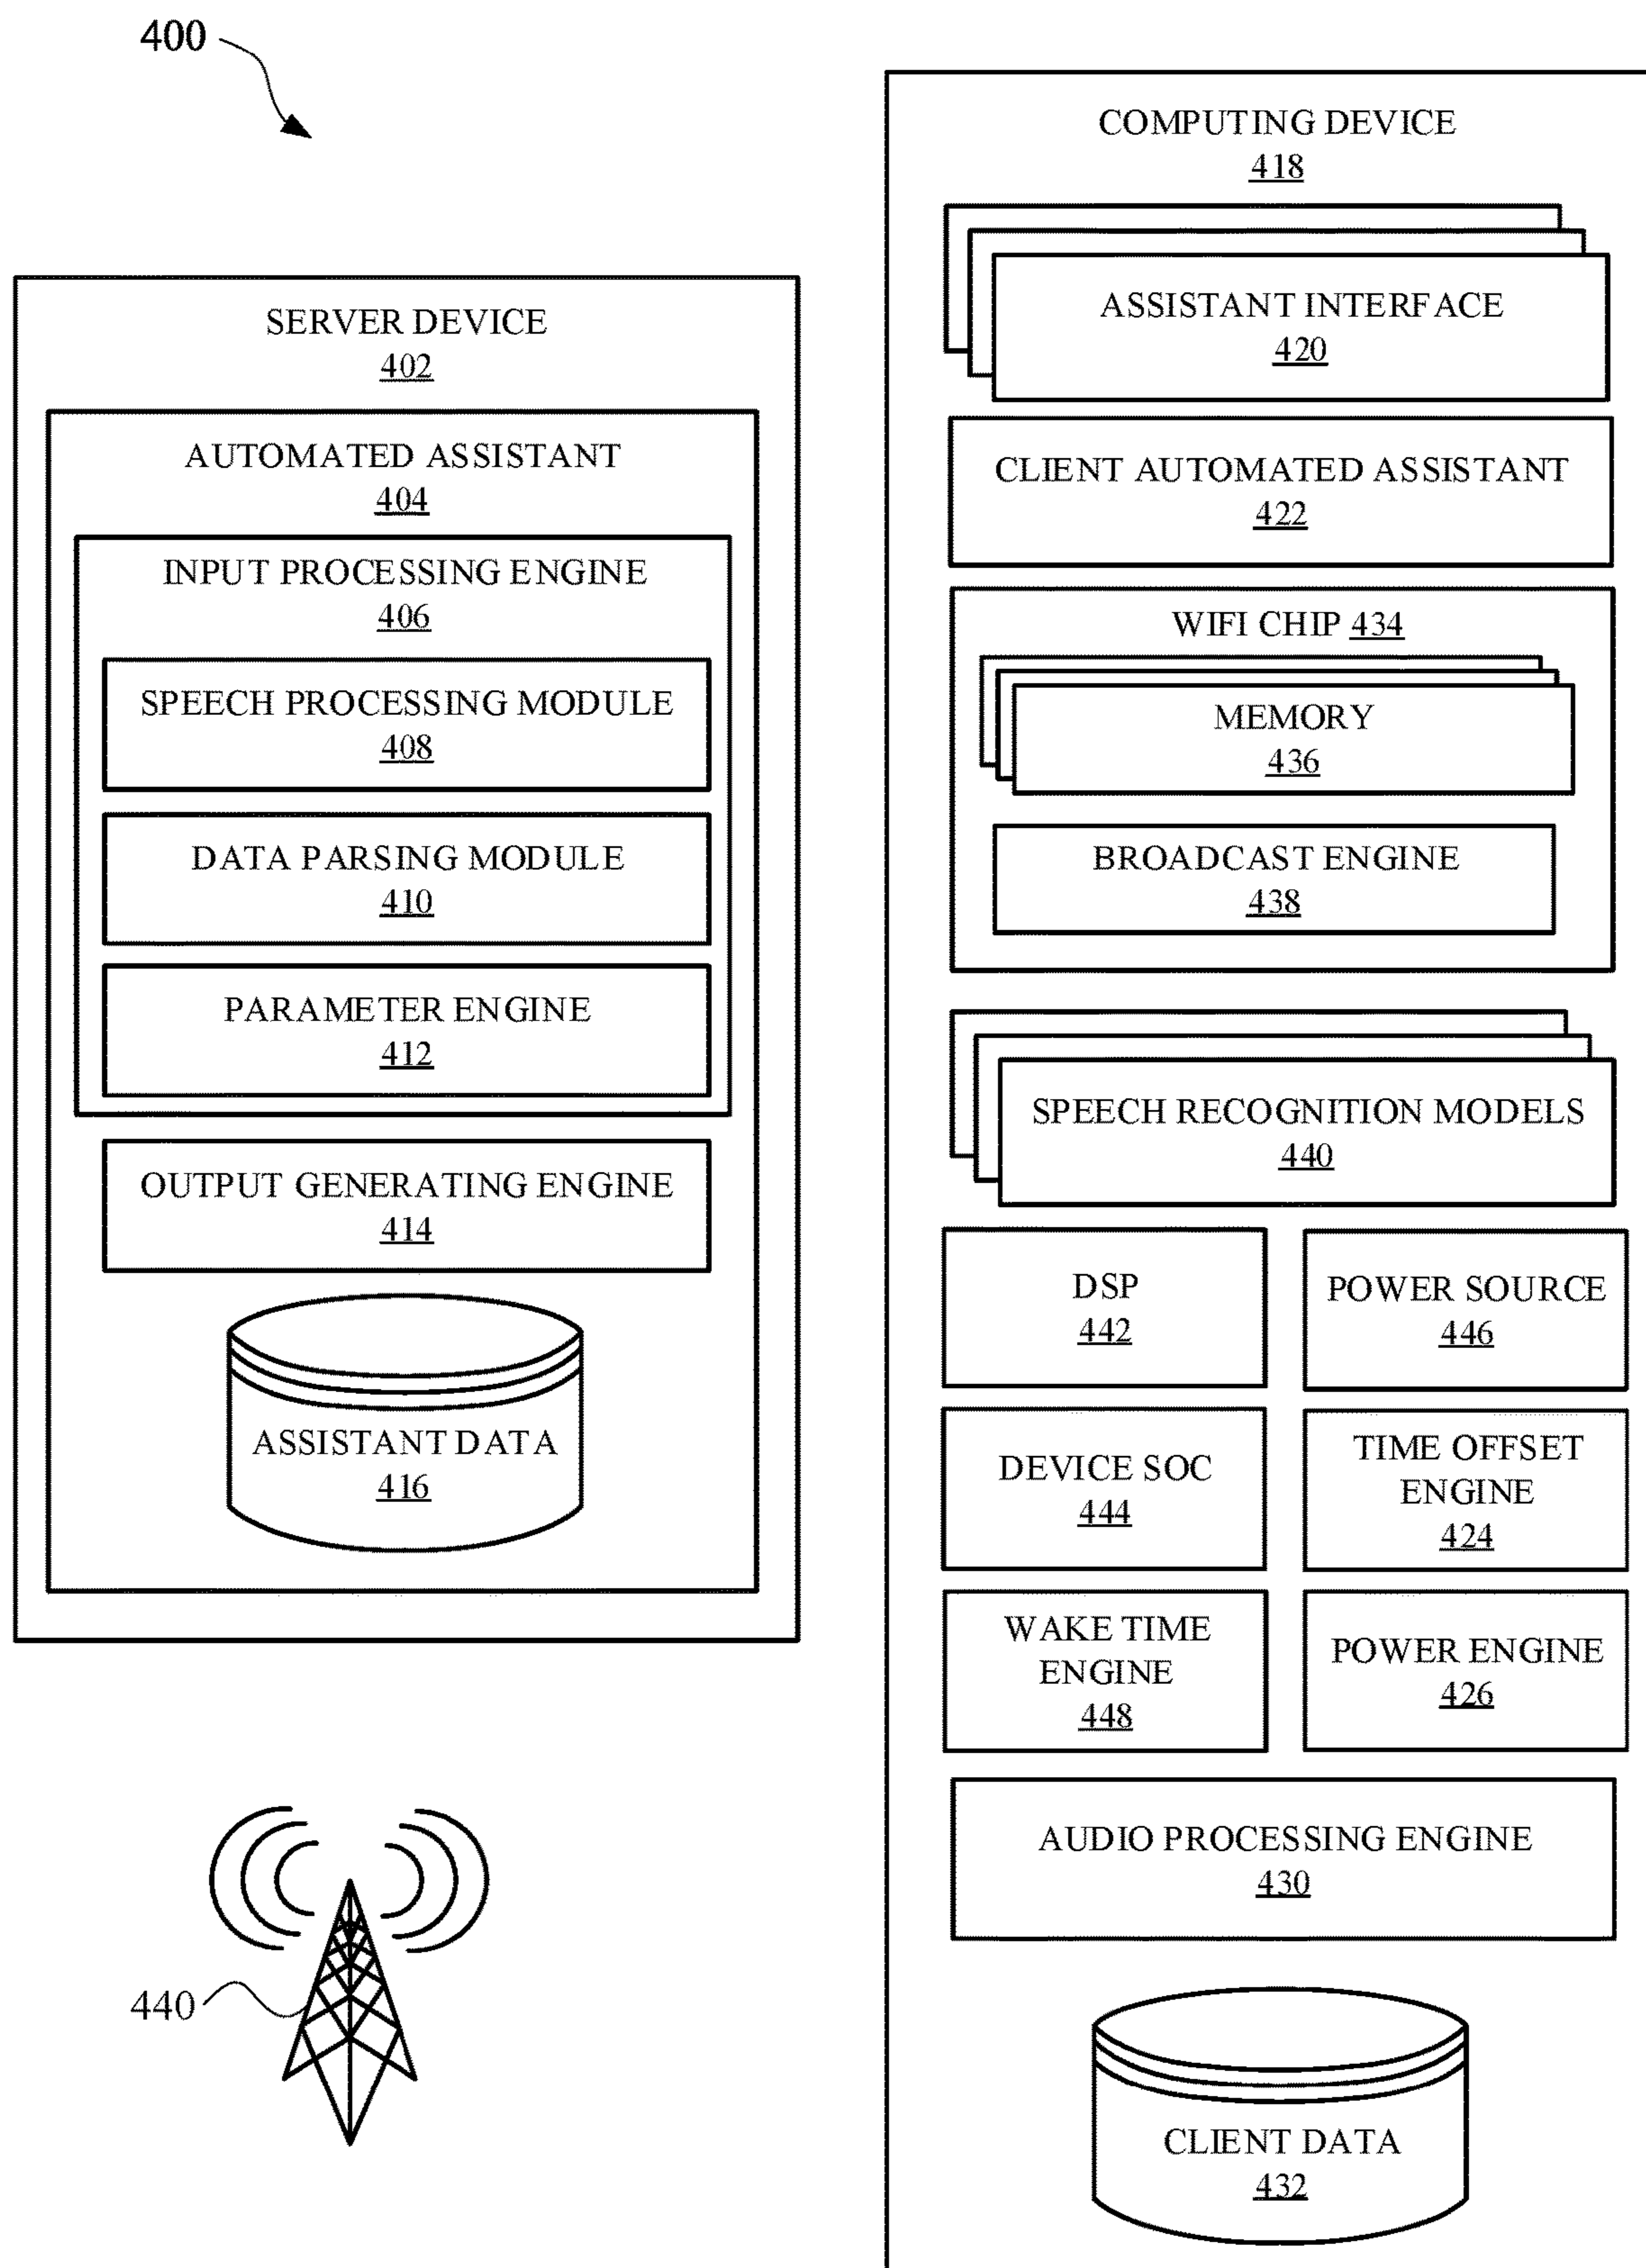 400
SERVER DEVICE
402
AUTOMATED ASSISTANT
404
INPUT PROCESSING ENGINE
406
SPEECH PROCESSING MODULE
408
DATA PARSING MODULE
410
PARAMETER ENGINE
412
OUTPUT GENERATING ENGINE
414
ASSISTANT DATA
416
440
COMPUTING DEVICE
418
ASSISTANT INTERFACE
420
CLIENT AUTOMATED ASSISTANT
422
WIFI CHIP 434
MEMORY
436
BROADCAST ENGINE
438
SPEECH RECOGNITION MODELS
440
DSP
442
POWER SOURCE
446
DEVICE SOC
444
TIME OFFSET
ENGINE
424
WAKE TIME
ENGINE
448
POWER ENGINE
426
AUDIO PROCESSING ENGINE
430
CLIENT DATA
432